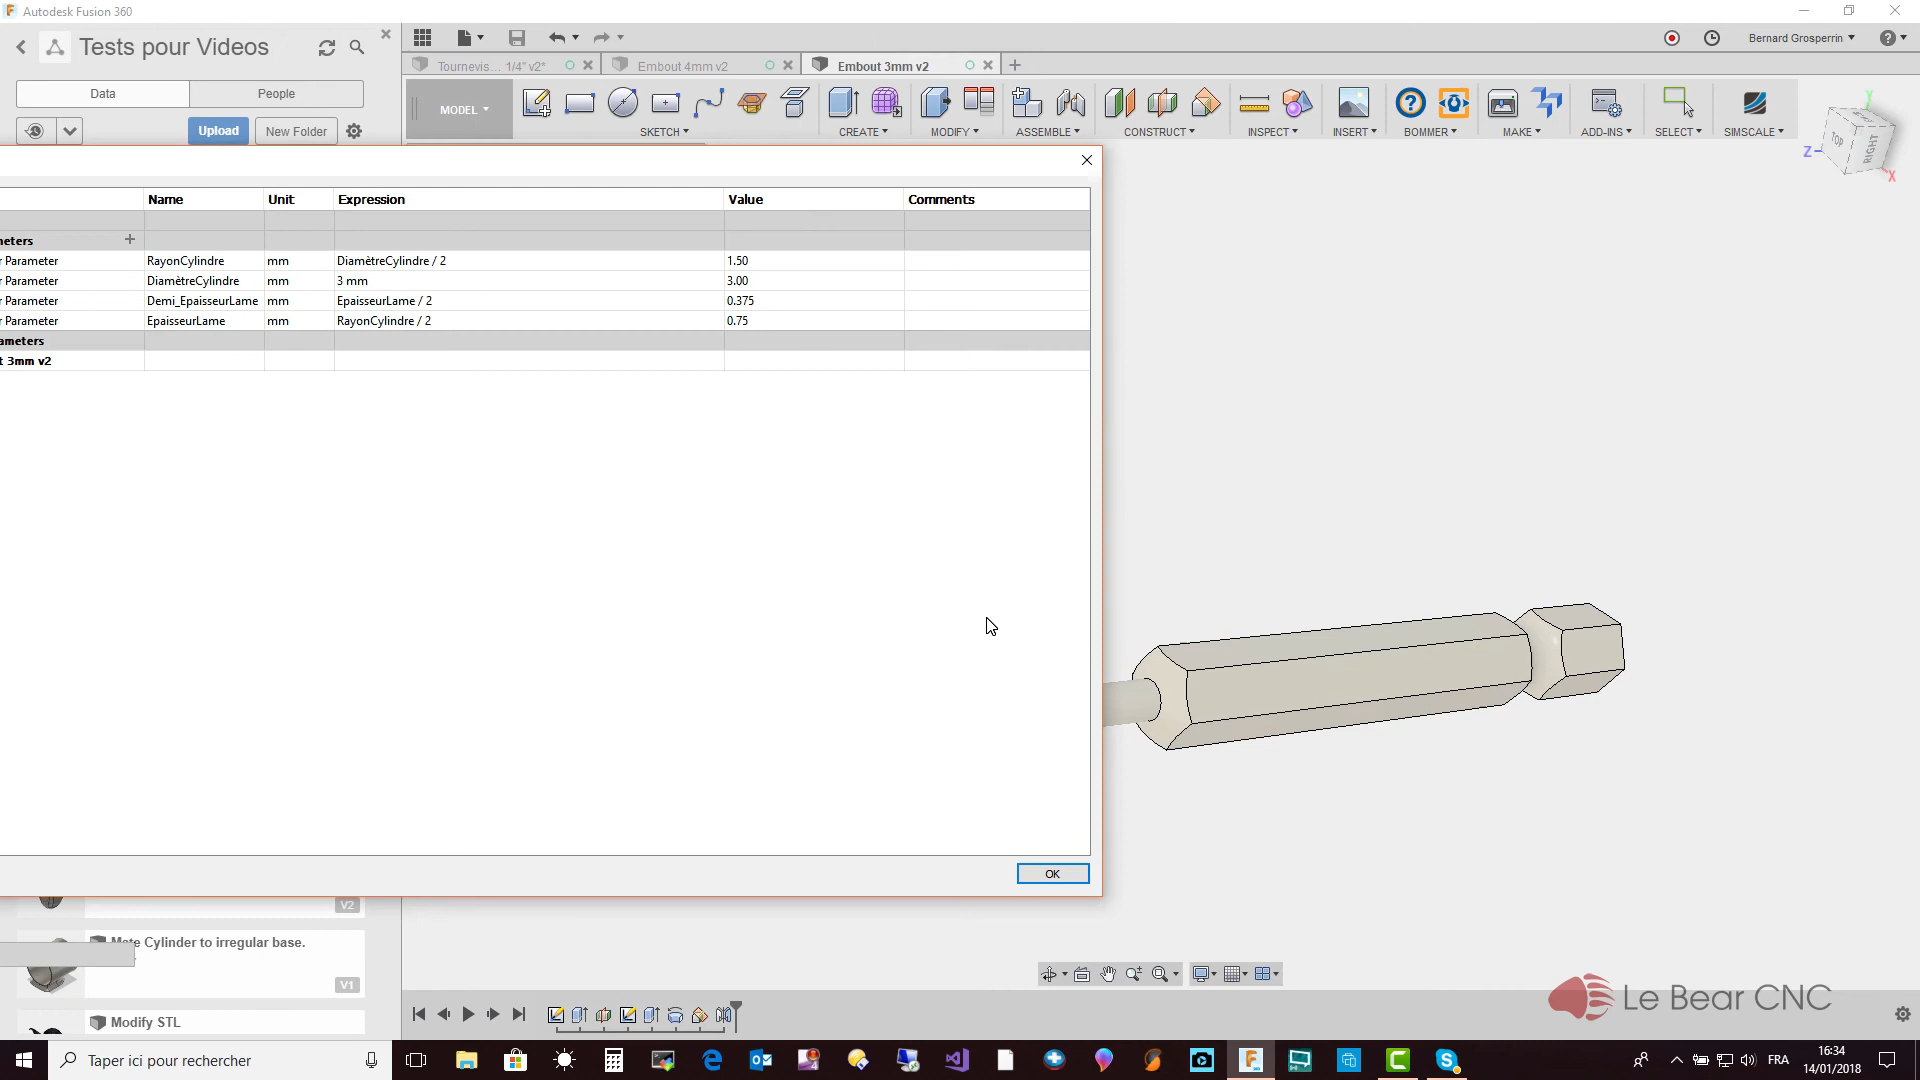 Autodesk Fusion 360
Tests pour Videos
Data
People
Upload
New Folder
Tournevis... 1/4" v2*
Embout 4mm v2
Embout 3mm v2
Bernard Grosperrin
MODEL
SKETCH
CREATE
MODIFY
ASSEMBLE
CONSTRUCT
INSPECT
INSERT
BOMMER
MAKE
ADD-INS
SELECT
SIMSCALE
TOP
RIGHT
Y
Z
X
Name Unit Expression Value Comments
meters
r Parameter RayonCylindre mm DiamètreCylindre / 2 1.50
r Parameter DiamètreCylindre mm 3 mm 3.00
r Parameter Demi_EpaisseurLame mm EpaisseurLame / 2 0.375
r Parameter EpaisseurLame mm RayonCylindre / 2 0.75
ameters
t 3mm v2
OK
V2
Mate Cylinder to irregular base.
V1
Modify STL
Le Bear CNC
Taper ici pour rechercher
FRA
16:34
14/01/2018